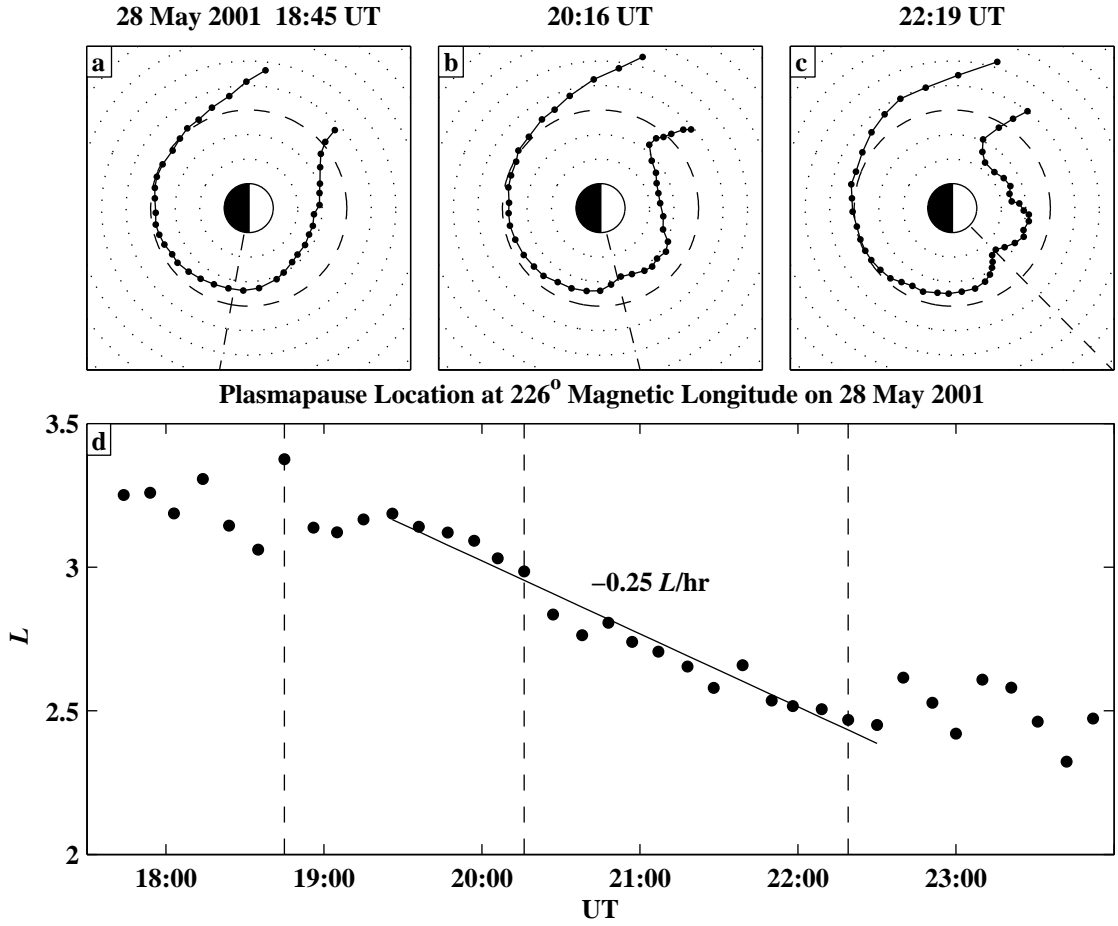 28 May 2001 18:45 UT
20:16 UT
22:19 UT
a
b
c
Plasmapause Location at 226° Magnetic Longitude on 28 May 2001
d
3.5
3
2.5
2
L
−0.25 L/hr
18:00
19:00
20:00
21:00
22:00
23:00
UT